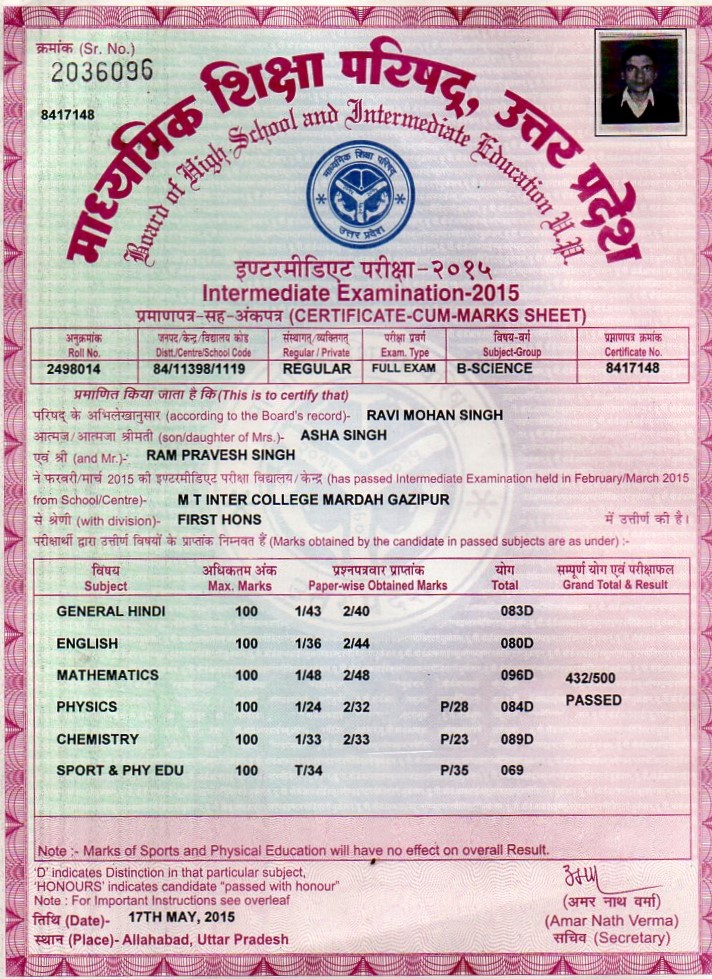 क्रमांक (Sr. No.)
2036096
8417148
माध्यमिक शिक्षा परिषद्, उत्तर प्रदेश
Board of High School and Intermediate Education U.P.
माध्यमिक शिक्षा परिषद
उत्तर प्रदेश
इण्टरमीडिएट परीक्षा-२०१५
Intermediate Examination-2015
प्रमाणपत्र-सह-अंकपत्र (CERTIFICATE-CUM-MARKS SHEET)
अनुक्रमांक जनपद/केन्द्र/विद्यालय कोड संस्थागत/व्यक्तिगत परीक्षा प्रवर्ग विषय-वर्ग प्रमाणपत्र क्रमांक
Roll No. Distt./Centre/School Code Regular / Private Exam. Type Subject-Group Certificate No.
2498014 84/11398/1119 REGULAR FULL EXAM B-SCIENCE 8417148
प्रमाणित किया जाता है कि (This is to certify that)
परिषद् के अभिलेखानुसार (according to the Board's record)- RAVI MOHAN SINGH
आत्मज/आत्मजा श्रीमती (son/daughter of Mrs.)- ASHA SINGH
एवं श्री (and Mr.)- RAM PRAVESH SINGH
ने फरवरी/मार्च 2015 की इण्टरमीडिएट परीक्षा विद्यालय/केन्द्र (has passed Intermediate Examination held in February/March 2015
from School/Centre)- M T INTER COLLEGE MARDAH GAZIPUR
से श्रेणी (with division)- FIRST HONS में उत्तीर्ण की है।
परीक्षार्थी द्वारा उत्तीर्ण विषयों के प्राप्तांक निम्नवत हैं (Marks obtained by the candidate in passed subjects are as under) :-
विषय अधिकतम अंक प्रश्नपत्रवार प्राप्तांक योग सम्पूर्ण योग एवं परीक्षाफल
Subject Max. Marks Paper-wise Obtained Marks Total Grand Total & Result
GENERAL HINDI 100 1/43 2/40 083D
ENGLISH 100 1/36 2/44 080D
MATHEMATICS 100 1/48 2/48 096D 432/500
PHYSICS 100 1/24 2/32 P/28 084D PASSED
CHEMISTRY 100 1/33 2/33 P/23 089D
SPORT & PHY EDU 100 T/34 P/35 069
Note :- Marks of Sports and Physical Education will have no effect on overall Result.
'D' indicates Distinction in that particular subject,
'HONOURS' indicates candidate "passed with honour"
Note : For Important Instructions see overleaf
तिथि (Date)- 17TH MAY, 2015
स्थान (Place)- Allahabad, Uttar Pradesh
(अमर नाथ वर्मा)
(Amar Nath Verma)
सचिव (Secretary)